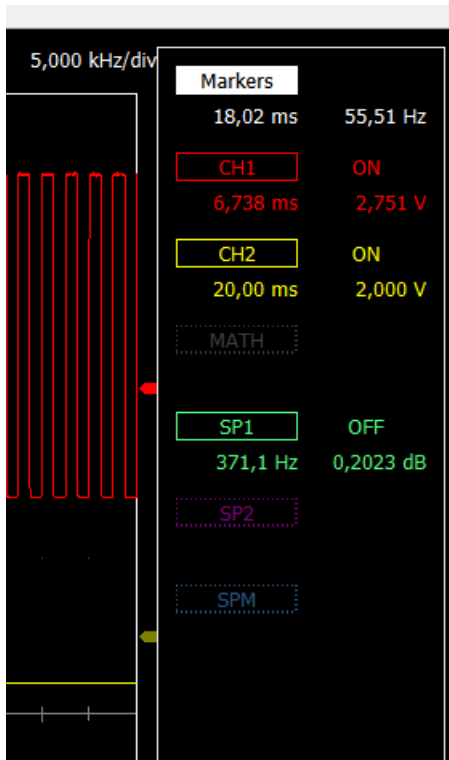 5,000 kHz/div
Markers
18,02 ms 55,51 Hz
CH1 ON
6,738 ms 2,751 V
CH2 ON
20,00 ms 2,000 V
MATH
SP1 OFF
371,1 Hz 0,2023 dB
SP2
SPM